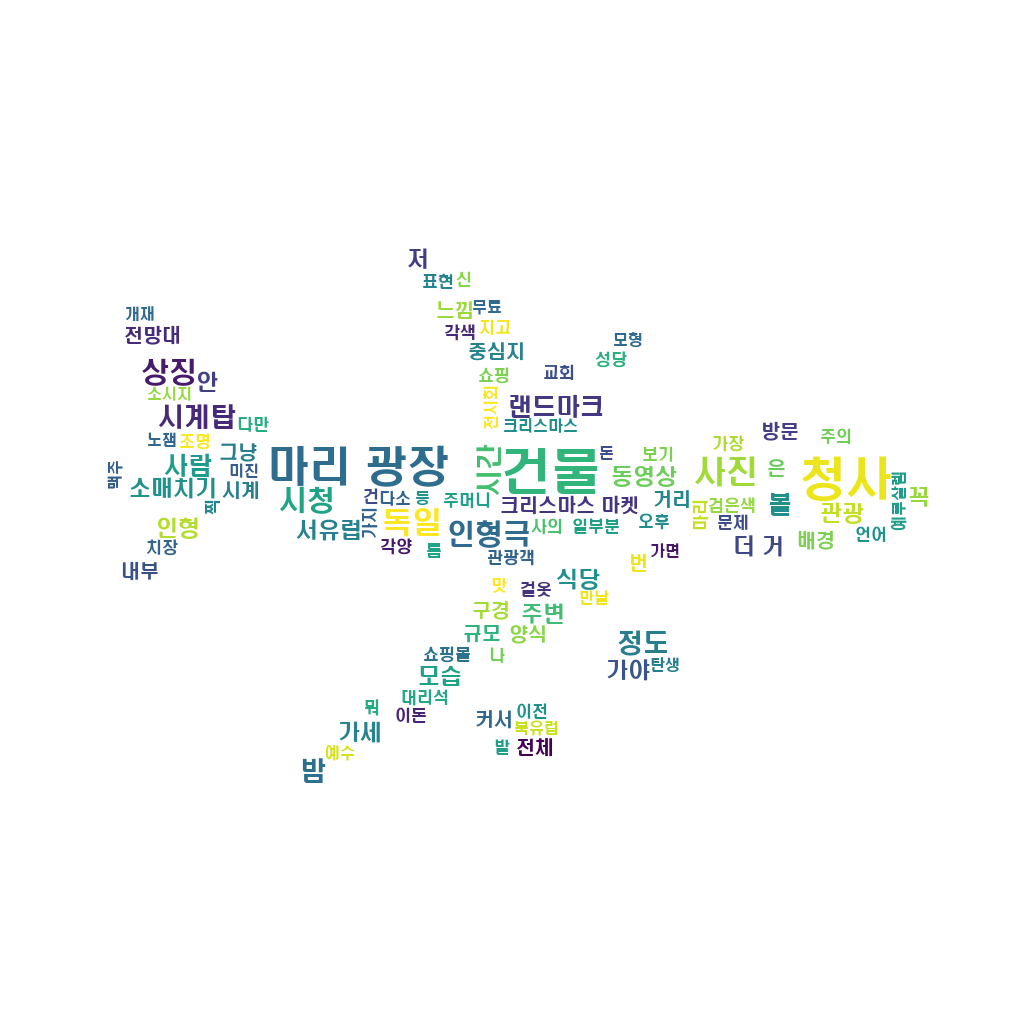 저
표현 신
느낌 무료
개재
전망대
각색 지고
중심지
모형
성당
상징 안
쇼핑
교회
소시지
전시회
랜드마크
시계탑 다만
크리스마스
방문
주의
노잼 조명
그냥
가장
사람
미진
마리 광장
시간
건물
돈
보기
동영상
사진
은
청사
맥주
소매치기 시계
찍
시청
건 다소 등
주머니
크리스마스 마켓
거리
검은색
볼
관광
예루살렘
꼭
인형
서유럽
가지
독일
인형극
사의 일부분
오후
문제
언어
치장
각양
틈
관광객
가면
더 거
배경
내부
맛
걸옷
식당
번
만날
구경
주변
규모 양식
정도
쇼핑몰
나
가야 탄생
모습
대리석
뭐
이돈
커서
이전
북유럽
가세
예수
발 전체
밤